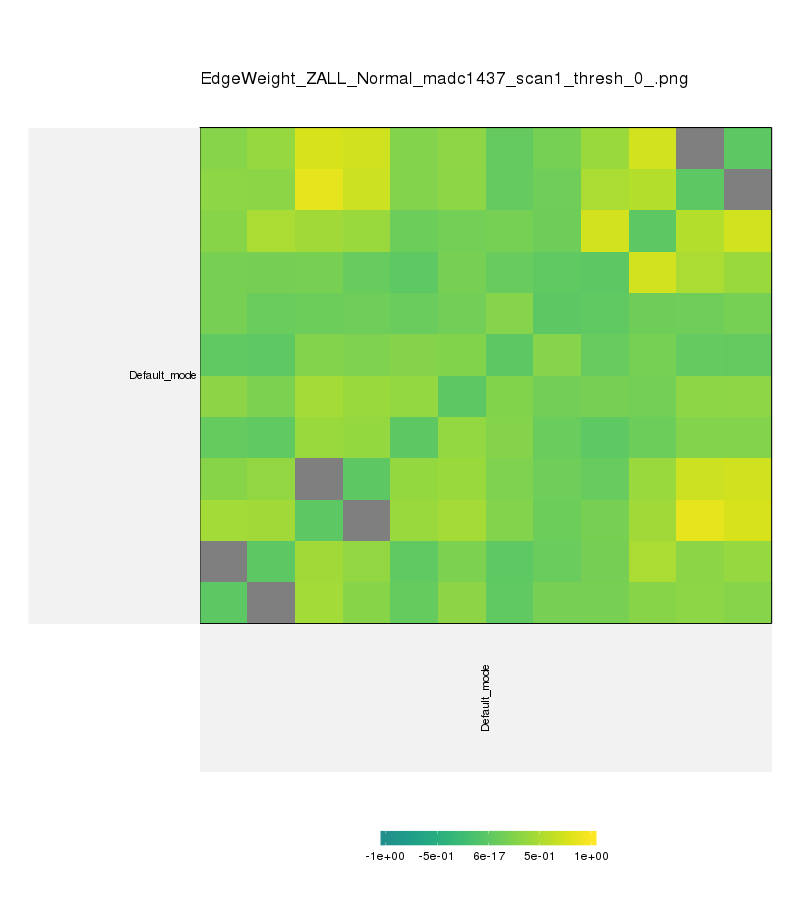 EdgeWeight_ZALL_Normal_madc1437_scan1_thresh_0_.png
Default_mode
Default_mode
-1e+00 -5e-01 6e-17 5e-01 1e+00